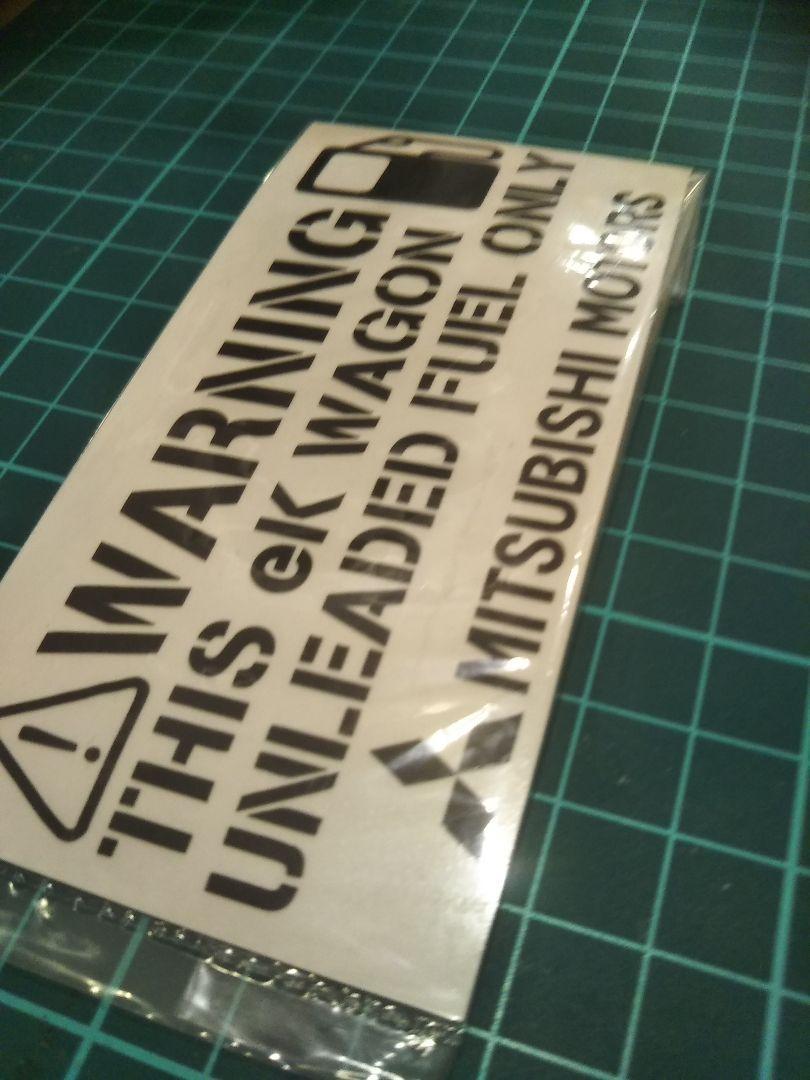 WARNING
THIS eK WAGON
UNLEADED FUEL ONLY
MITSUBISHI MOTORS